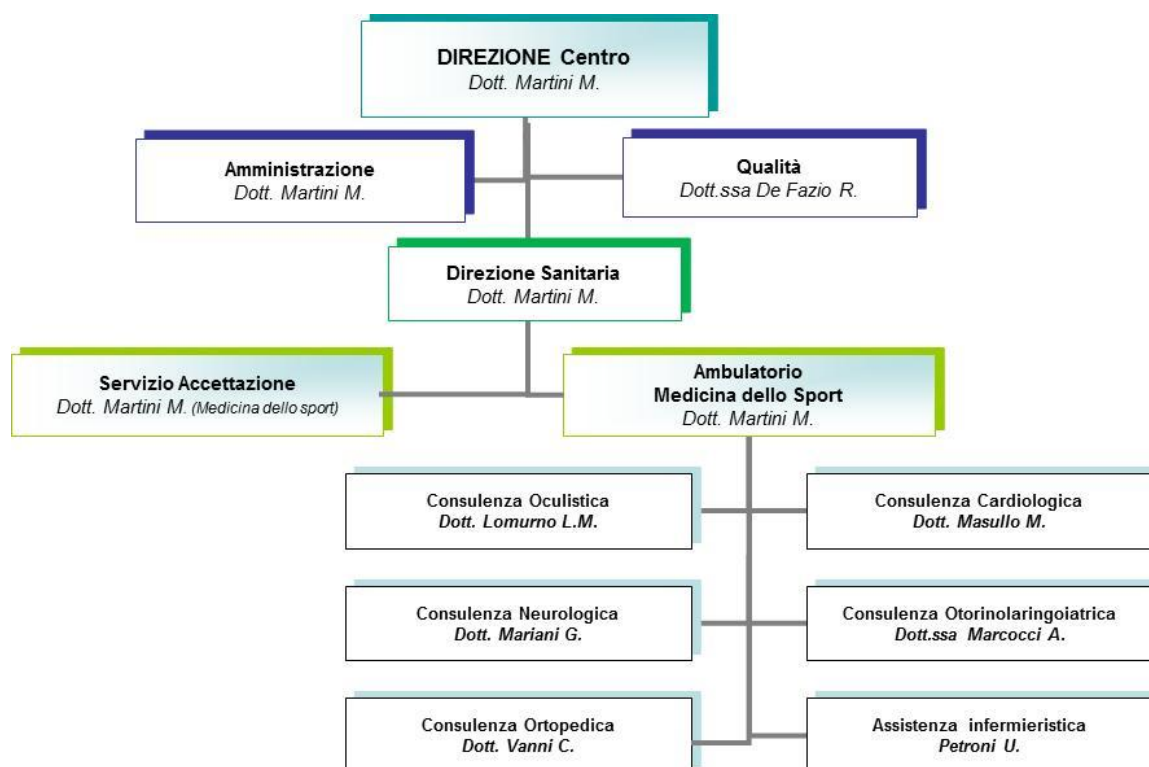 DIREZIONE Centro
Dott. Martini M.
Amministrazione
Dott. Martini M.
Qualità
Dott.ssa De Fazio R.
Direzione Sanitaria
Dott. Martini M.
Servizio Accettazione
Dott. Martini M. (Medicina dello sport)
Ambulatorio
Medicina dello Sport
Dott. Martini M.
Consulenza Oculistica
Dott. Lomurno L.M.
Consulenza Cardiologica
Dott. Masullo M.
Consulenza Neurologica
Dott. Mariani G.
Consulenza Otorinolaringoiatrica
Dott.ssa Marcocci A.
Consulenza Ortopedica
Dott. Vanni C.
Assistenza infermieristica
Petroni U.